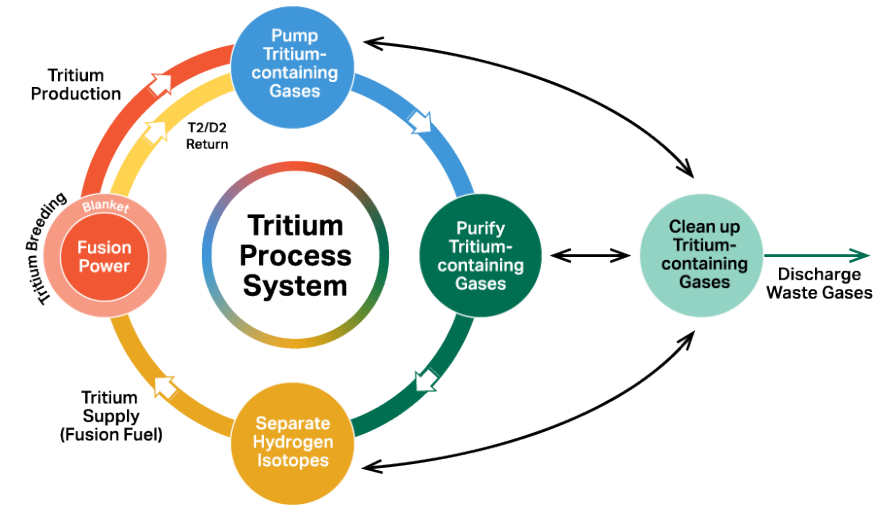 Pump
Tritium-
containing
Gases
Tritium
Production
T2/D2
Return
Tritium Breeding
Blanket
Fusion
Power
Tritium
Process
System
Purify
Tritium-
containing
Gases
Clean up
Tritium-
containing
Gases
Discharge
Waste Gases
Tritium
Supply
(Fusion Fuel)
Separate
Hydrogen
Isotopes